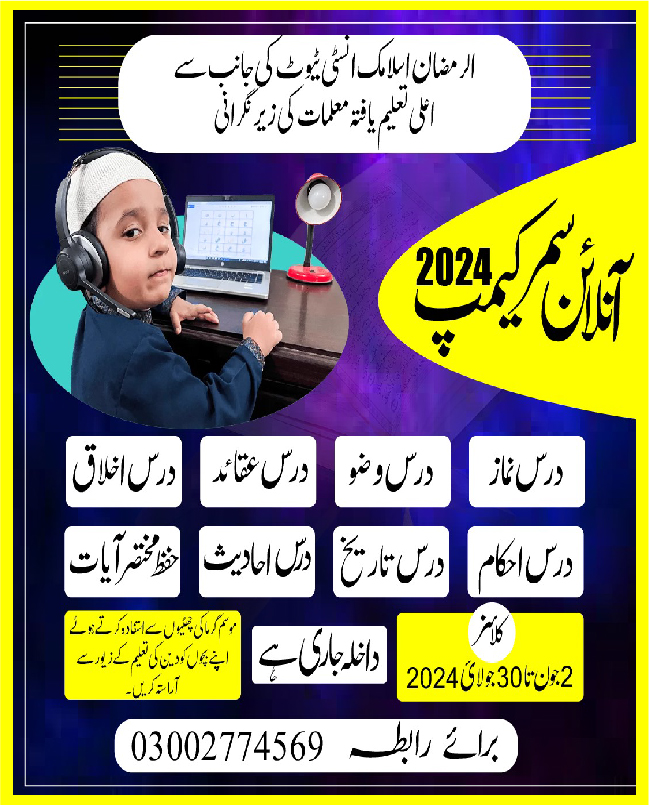 الرمضان اسلامک انسٹی ٹیوٹ کی جانب سے
اعلی تعلیم یافتہ معلمات کی زیر نگرانی
آنلائن سمر کیمپ 2024
درس نماز
درس وضو
درس عقائد
درس اخلاق
درس احکام
درس تاریخ
درس احادیث
حفظ مختصر آیات
کلاسز
2 جون تا 30 جولائ 2024
داخلہ جاری ہے
موسم گرما کی چھٹیوں سے استفادہ کرتے ہوئے
اپنے بچوں کو دین کی تعلیم کے زیور سے
آراستہ کریں۔
برائے رابطہ 03002774569